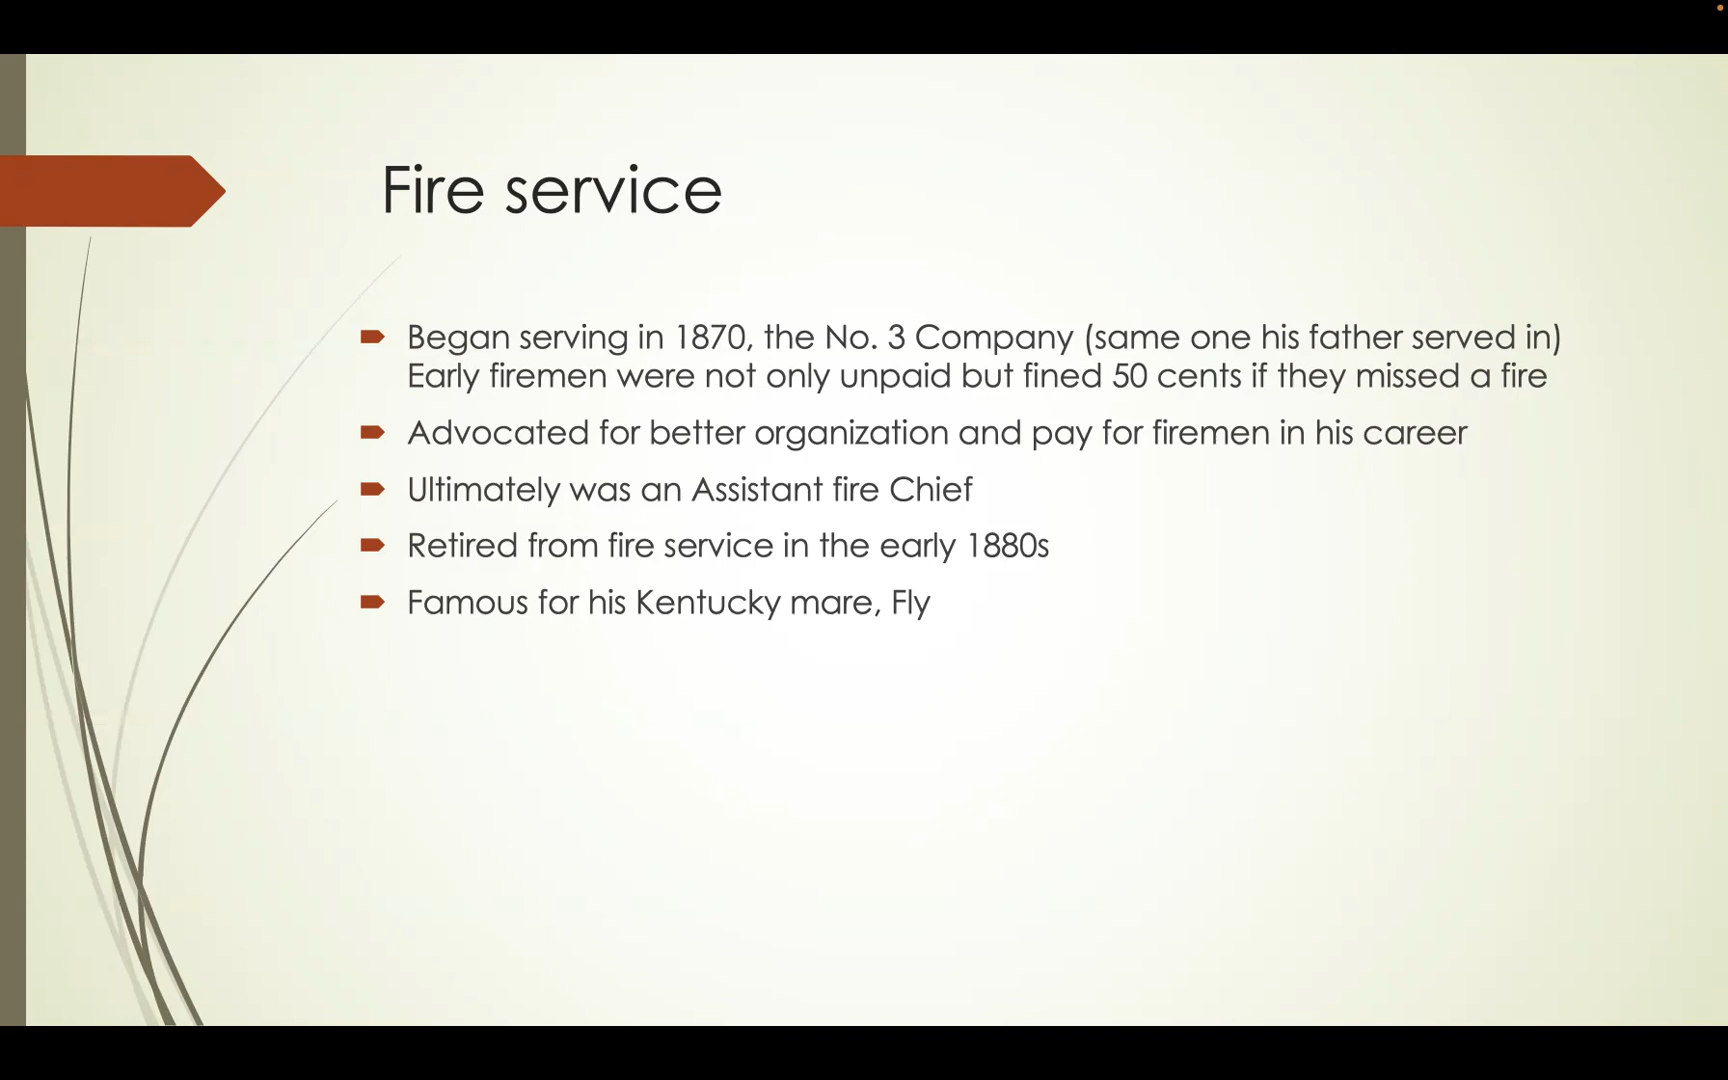 Fire service
Began serving in 1870, the No. 3 Company (same one his father served in)
Early firemen were not only unpaid but fined 50 cents if they missed a fire
Advocated for better organization and pay for firemen in his career
Ultimately was an Assistant fire Chief
Retired from fire service in the early 1880s
Famous for his Kentucky mare, Fly